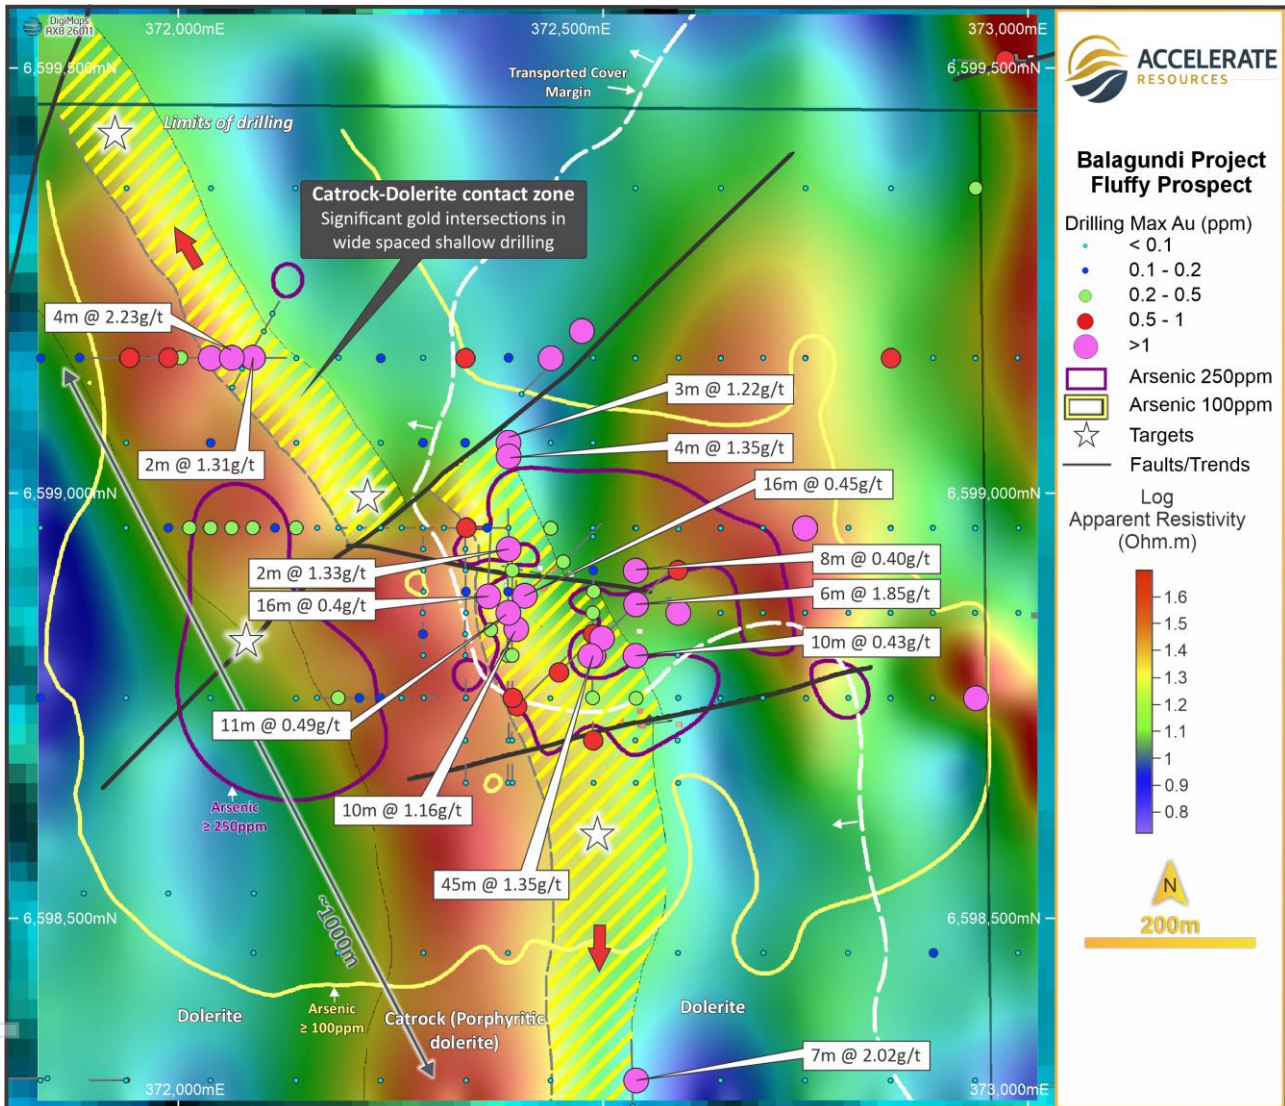 DigiMaps
AX8 26011
372,000mE
372,500mE
373,000mE
6,599,500mN
6,599,500mN
Transported Cover
Margin
Limits of drilling
Catrock-Dolerite contact zone
Significant gold intersections in
wide spaced shallow drilling
4m @ 2.23g/t
3m @ 1.22g/t
4m @ 1.35g/t
2m @ 1.31g/t
16m @ 0.45g/t
6,599,000mN
6,599,000mN
2m @ 1.33g/t
8m @ 0.40g/t
16m @ 0.4g/t
6m @ 1.85g/t
10m @ 0.43g/t
11m @ 0.49g/t
Arsenic
≥ 250ppm
10m @ 1.16g/t
45m @ 1.35g/t
6,598,500mN
6,598,500mN
~1000m
Arsenic
≥ 100ppm
Dolerite
Catrock (Porphyritic
dolerite)
Dolerite
7m @ 2.02g/t
372,000mE
372,500mE
373,000mE
ACCELERATE
RESOURCES
Balagundi Project
Fluffy Prospect
Drilling Max Au (ppm)
< 0.1
0.1 - 0.2
0.2 - 0.5
0.5 - 1
>1
Arsenic 250ppm
Arsenic 100ppm
Targets
Faults/Trends
Log
Apparent Resistivity
(Ohm.m)
1.6
1.5
1.4
1.3
1.2
1.1
1
0.9
0.8
N
200m